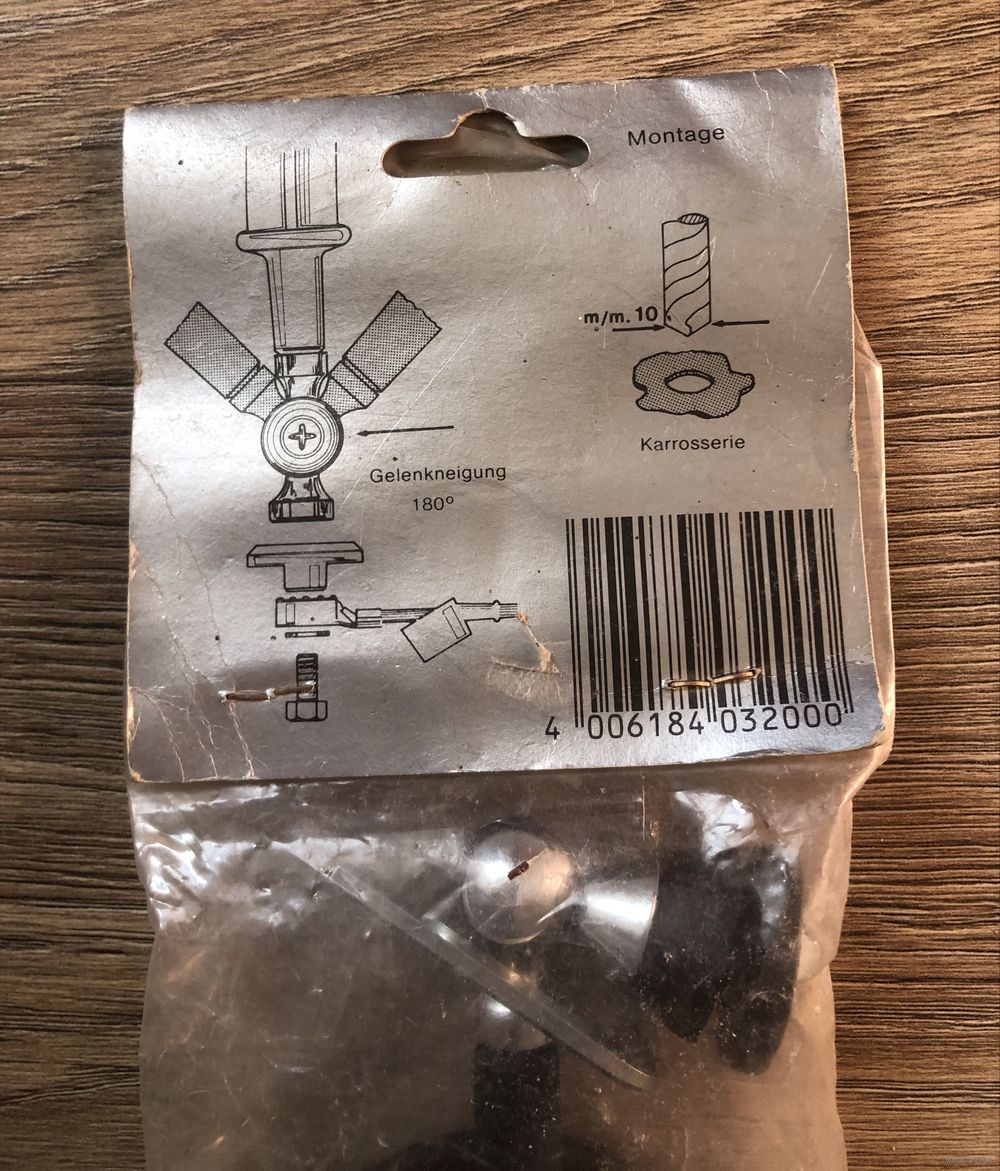 Montage
m/m. 10
Karrosserie
Gelenkneigung
180°
4 006184 032000